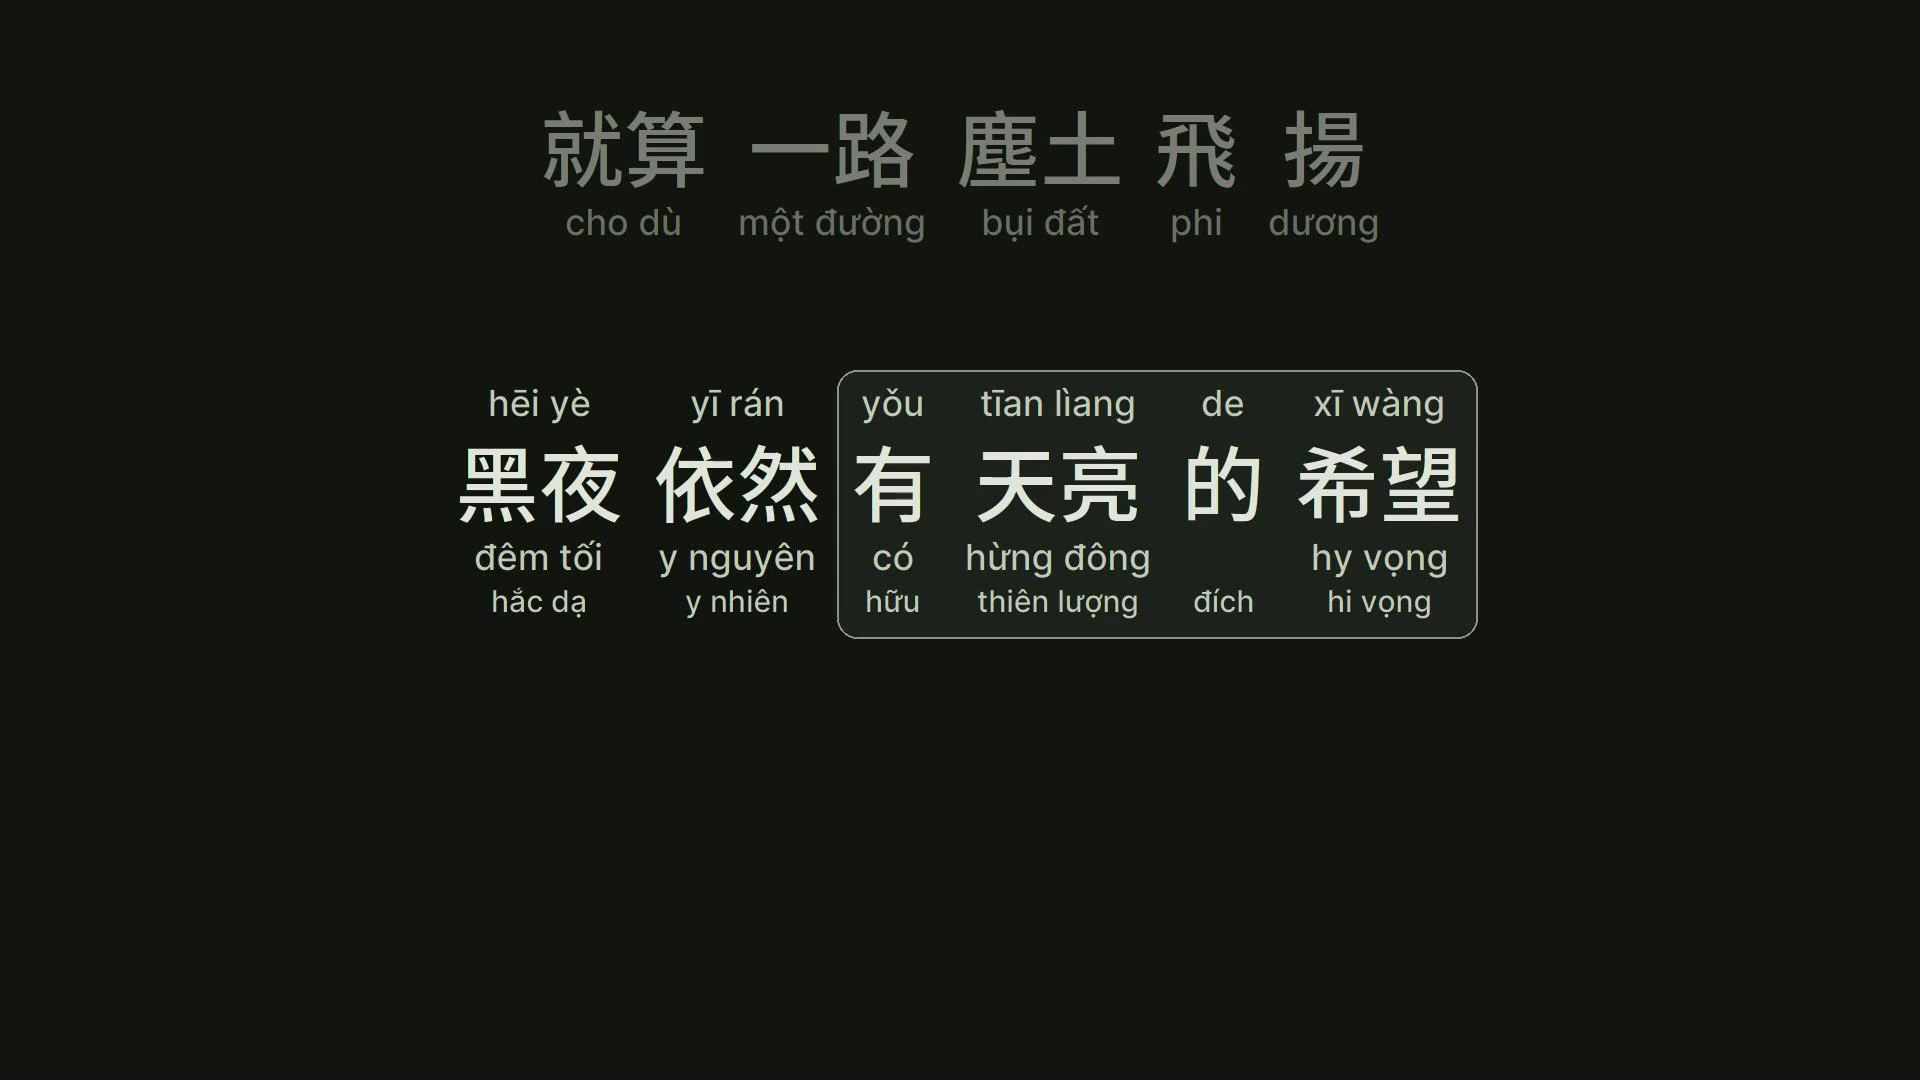 就算 一路 塵土 飛 揚
cho dù một đường bụi đất phi dương
hēi yè yī rán yǒu tīan lìang de xī wàng
黑夜 依然 有 天亮 的 希望
đêm tối y nguyên có hừng đông hy vọng
hắc dạ y nhiên hữu thiên lượng đích hi vọng